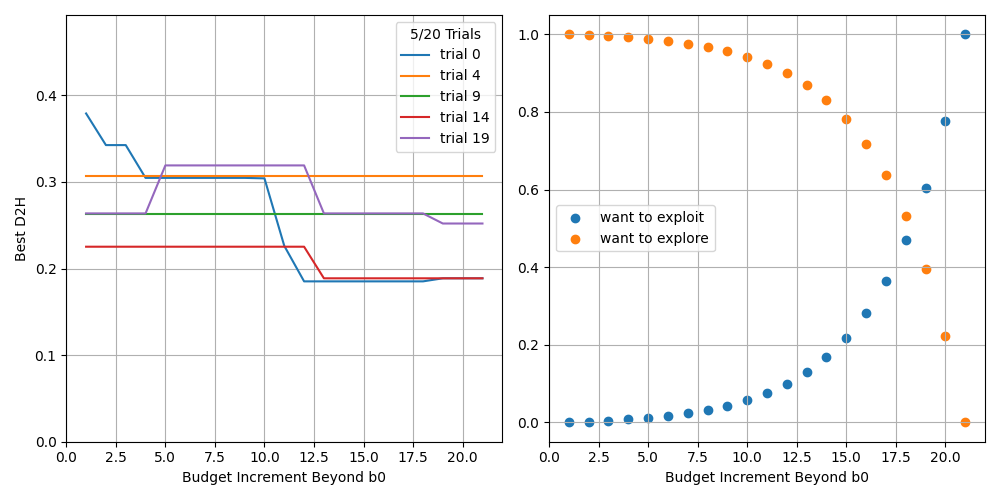 5/20 Trials
trial 0
trial 4
trial 9
trial 14
trial 19
Best D2H
0.4
0.3
0.2
0.1
0.0
0.0 2.5 5.0 7.5 10.0 12.5 15.0 17.5 20.0
Budget Increment Beyond b0
want to exploit
want to explore
1.0
0.8
0.6
0.4
0.2
0.0
0.0 2.5 5.0 7.5 10.0 12.5 15.0 17.5 20.0
Budget Increment Beyond b0